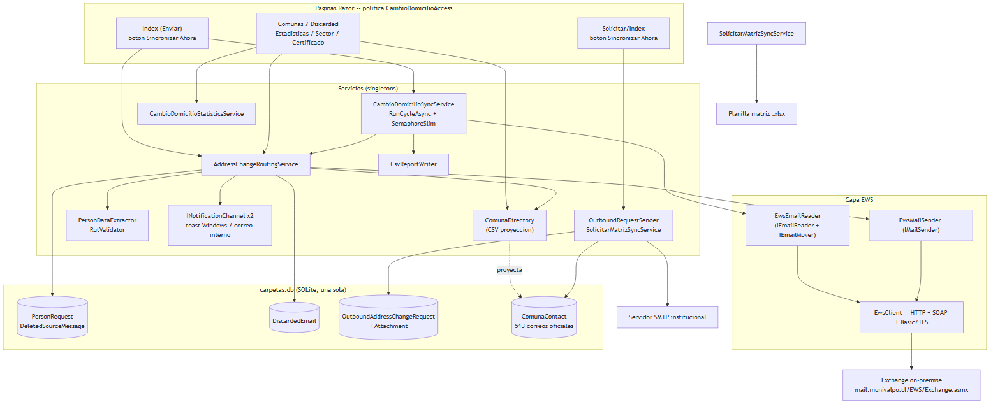 Paginas Razor -- politica CambioDomicilioAccess
Index (Enviar)
boton Sincronizar Ahora
Comunas / Discarded
Estadisticas / Sector /
Certificado
Solicitar/Index
boton Sincronizar Ahora
SolicitarMatrizSyncService
Servicios (singletons)
CambioDomicilioStatisticsService
CambioDomicilioSyncService
RunCycleAsync +
SemaphoreSlim
Planilla matriz .xlsx
AddressChangeRoutingService
CsvReportWriter
PersonDataExtractor
RutValidator
INotificationChannel x2
toast Windows / correo
interno
ComunaDirectory
(CSV proyeccion)
OutboundRequestSender
SolicitarMatrizSyncService
Capa EWS
EwsEmailReader
(IEmailReader +
IEmailMover)
EwsMailSender
(IMailSender)
proyecta
carpetas.db (SQLite, una sola)
PersonRequest
DeletedSourceMessage
DiscardedEmail
OutboundAddressChangeRequest
+ Attachment
ComunaContact
513 correos oficiales
Servidor SMTP institucional
EwsClient -- HTTP + SOAP
+ Basic/TLS
Exchange on-premise
mail.munivalpo.cl/EWS/Exchange.asmx